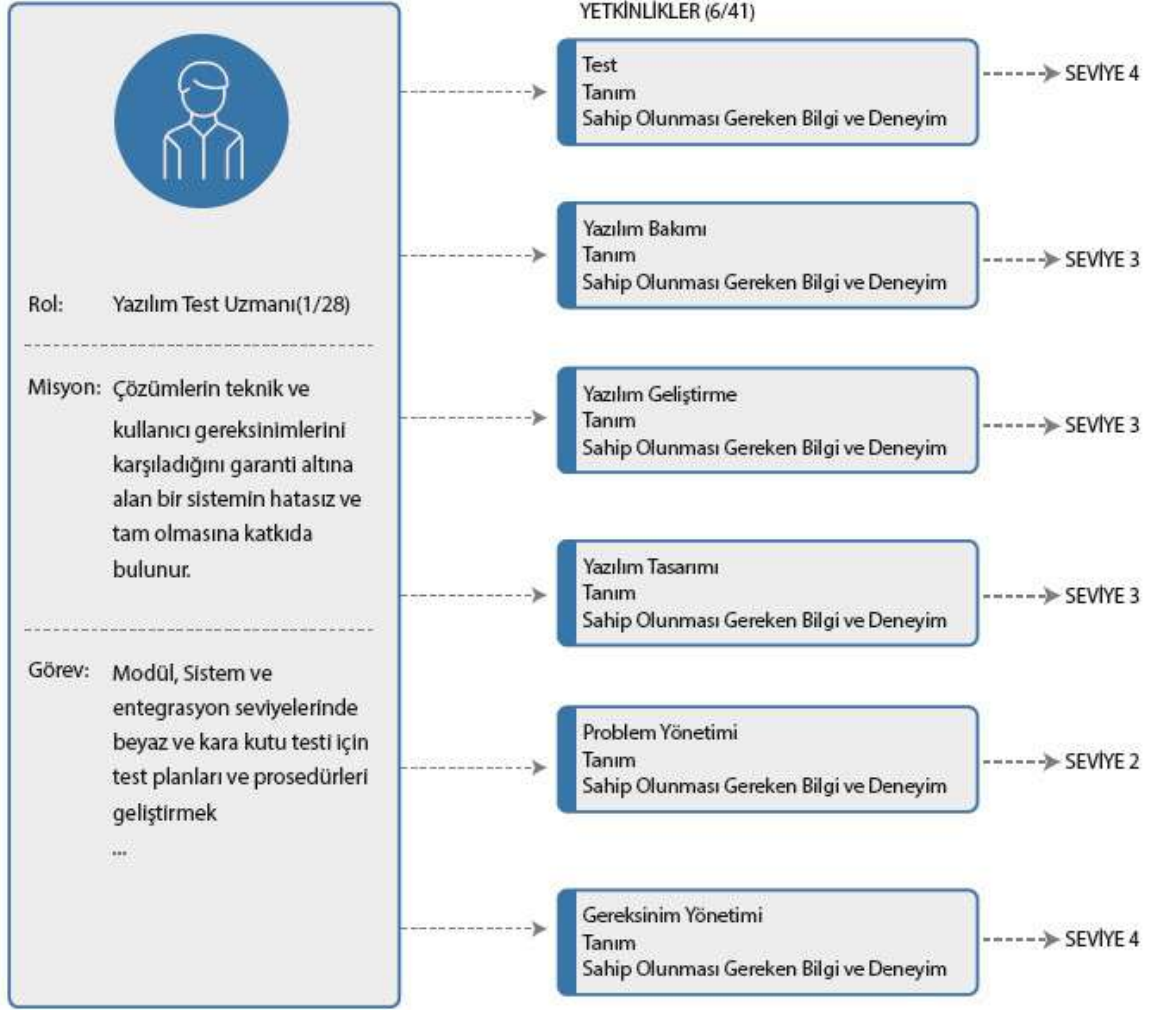 Rol: Yazılım Test Uzmanı(1/28)
Misyon: Çözümlerin teknik ve
kullanıcı gereksinimlerini
karşıladığını garanti altına
alan bir sistemin hatasız ve
tam olmasına katkıda
bulunur.
Görev: Modül, Sistem ve
entegrasyon seviyelerinde
beyaz ve kara kutu testi için
test planları ve prosedürleri
geliştirmek
...
YETKİNLİKLER (6/41)
Test
Tanım
Sahip Olunması Gereken Bilgi ve Deneyim
SEVİYE 4
Yazılım Bakımı
Tanım
Sahip Olunması Gereken Bilgi ve Deneyim
SEVİYE 3
Yazılım Geliştirme
Tanım
Sahip Olunması Gereken Bilgi ve Deneyim
SEVİYE 3
Yazılım Tasarımı
Tanım
Sahip Olunması Gereken Bilgi ve Deneyim
SEVİYE 3
Problem Yönetimi
Tanım
Sahip Olunması Gereken Bilgi ve Deneyim
SEVİYE 2
Gereksinim Yönetimi
Tanım
Sahip Olunması Gereken Bilgi ve Deneyim
SEVİYE 4